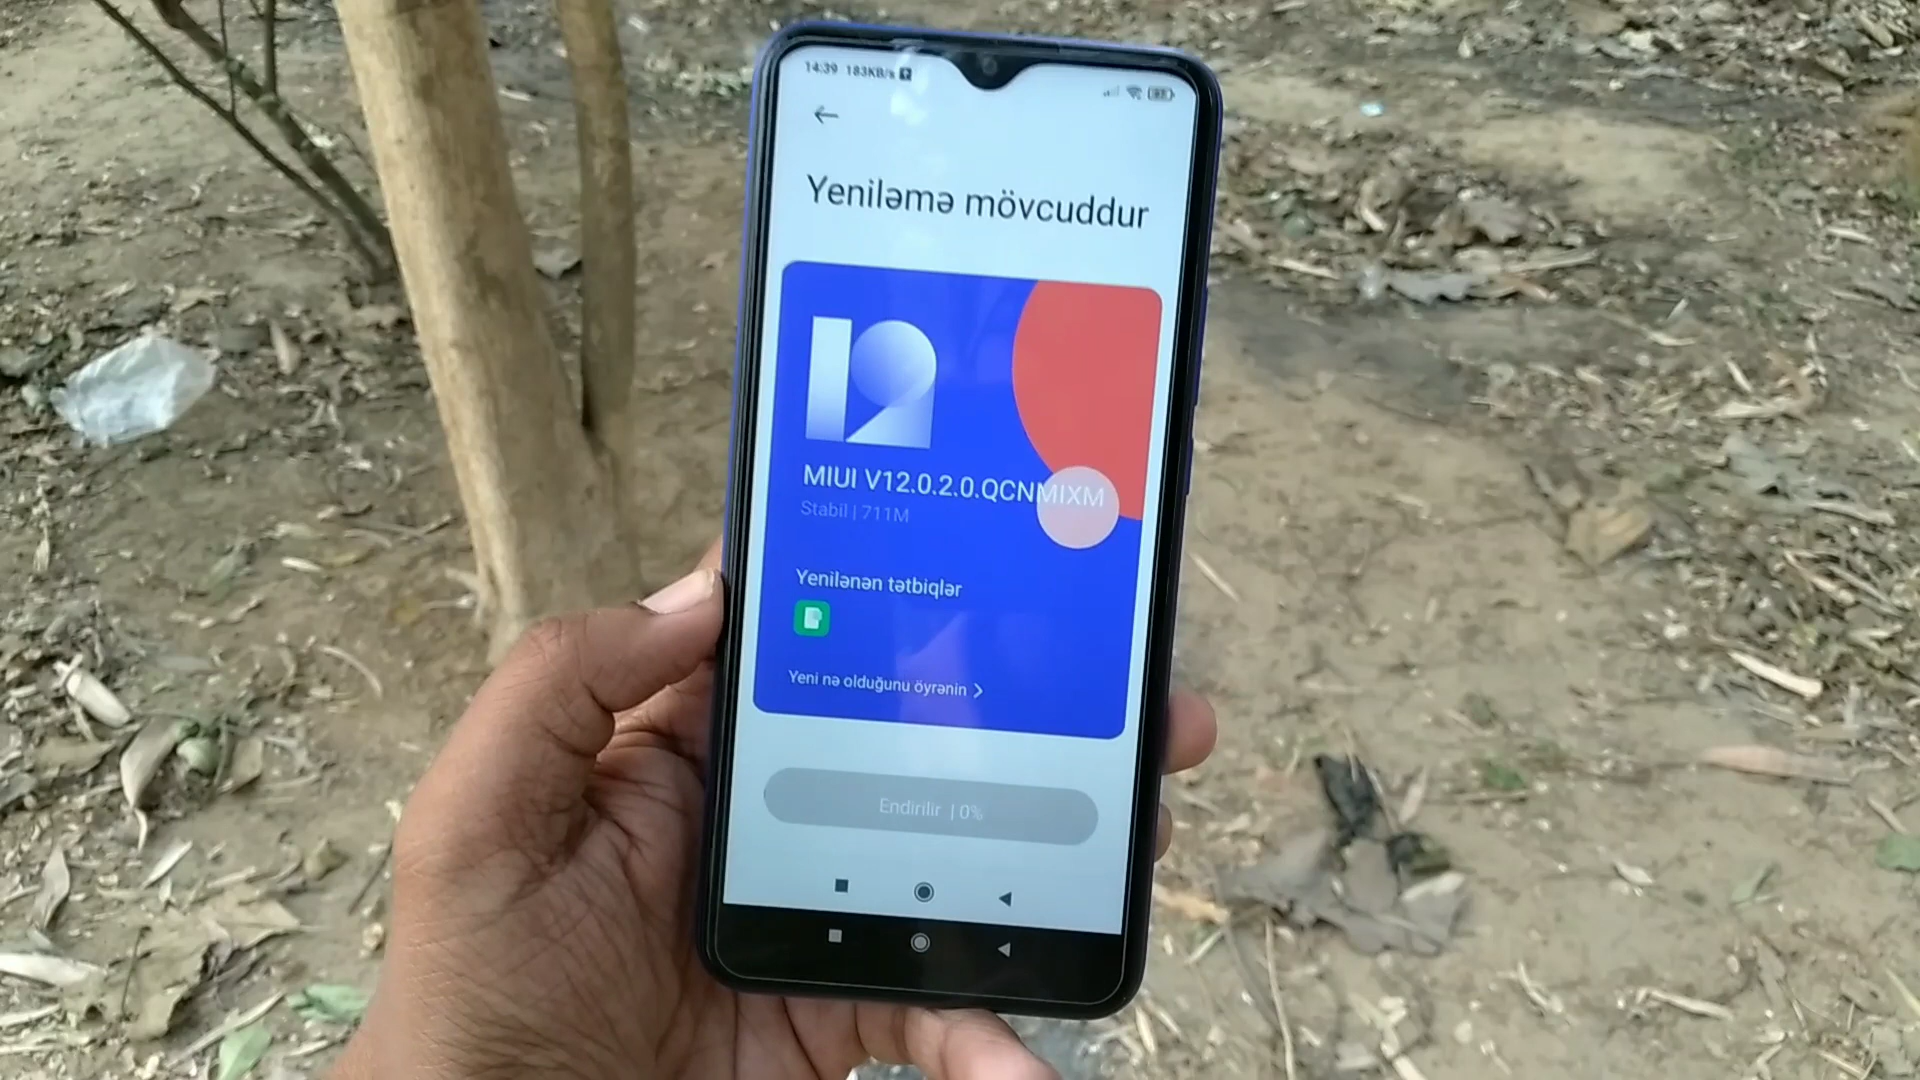 14:39 183KB/s
Yeniləmə mövcuddur
12
MIUI V12.0.2.0.QCNMIXM
Stabil | 711M
Yenilənən tətbiqlər
Yeni nə olduğunu öyrənin
Endirilir | 0%